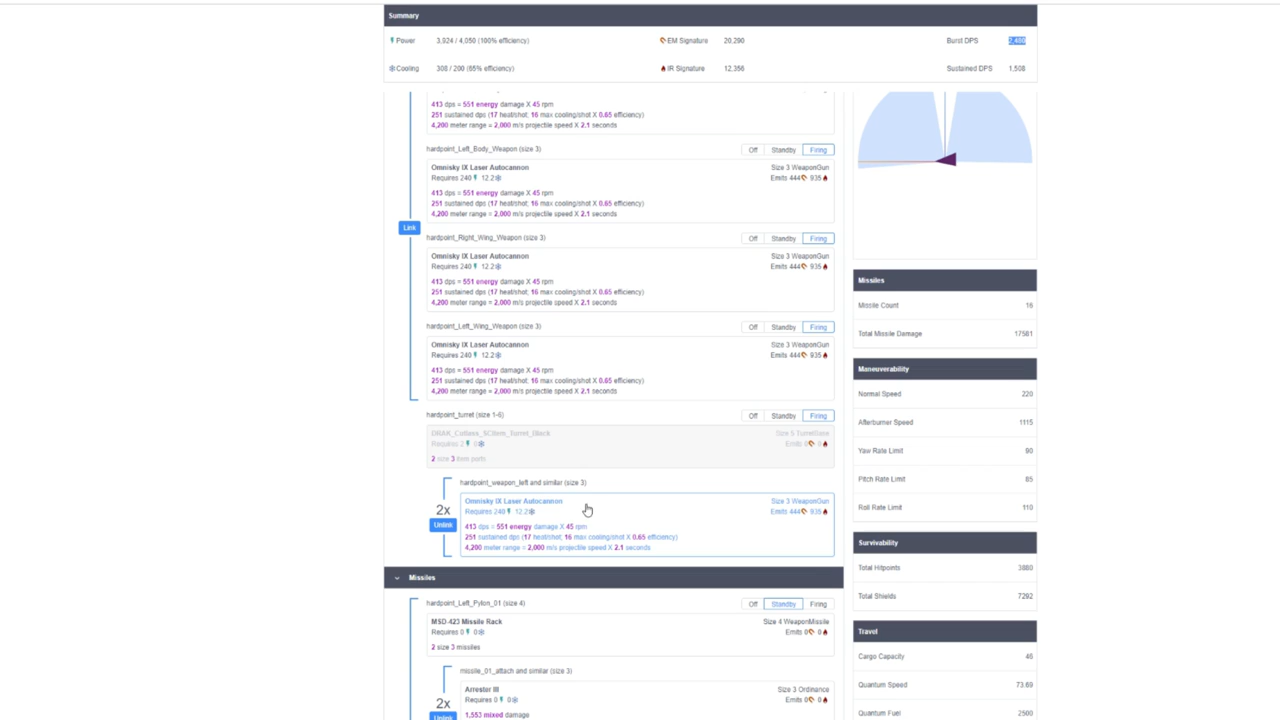 Summary
Power 3,924 / 4,050 (100% efficiency) EM Signature 20,290 Burst DPS 2,480
Cooling 308 / 200 (65% efficiency) IR Signature 12,356 Sustained DPS 1,508
413 dps = 551 energy damage X 45 rpm
251 sustained dps (17 heat/shot; 16 max cooling/shot X 0.65 efficiency)
4,200 meter range = 2,000 m/s projectile speed X 2.1 seconds
hardpoint_Left_Body_Weapon (size 3) Off Standby Firing
Omnisky IX Laser Autocannon Size 3 WeaponGun
Requires 240 12.2 Emits 444 935
413 dps = 551 energy damage X 45 rpm
251 sustained dps (17 heat/shot; 16 max cooling/shot X 0.65 efficiency)
4,200 meter range = 2,000 m/s projectile speed X 2.1 seconds
Link
hardpoint_Right_Wing_Weapon (size 3) Off Standby Firing
Omnisky IX Laser Autocannon Size 3 WeaponGun
Requires 240 12.2 Emits 444 935
413 dps = 551 energy damage X 45 rpm
251 sustained dps (17 heat/shot; 16 max cooling/shot X 0.65 efficiency)
4,200 meter range = 2,000 m/s projectile speed X 2.1 seconds
hardpoint_Left_Wing_Weapon (size 3) Off Standby Firing
Omnisky IX Laser Autocannon Size 3 WeaponGun
Requires 240 12.2 Emits 444 935
413 dps = 551 energy damage X 45 rpm
251 sustained dps (17 heat/shot; 16 max cooling/shot X 0.65 efficiency)
4,200 meter range = 2,000 m/s projectile speed X 2.1 seconds
hardpoint_turret (size 1-6) Off Standby Firing
DRAK_Cutlass_SCItem_Turret_Black Size 5 TurretBase
Requires 2 0 Emits 0 0
2 size 3 item ports
hardpoint_weapon_left and similar (size 3)
2x
Unlink
Omnisky IX Laser Autocannon Size 3 WeaponGun
Requires 240 12.2 Emits 444 935
413 dps = 551 energy damage X 45 rpm
251 sustained dps (17 heat/shot; 16 max cooling/shot X 0.65 efficiency)
4,200 meter range = 2,000 m/s projectile speed X 2.1 seconds
Missiles
hardpoint_Left_Pylon_01 (size 4) Off Standby Firing
MSD-423 Missile Rack Size 4 WeaponMissile
Requires 0 0 Emits 0 0
2 size 3 missiles
missile_01_attach and similar (size 3)
2x
Unlink
Arrester III Size 3 Ordinance
Requires 0 0 Emits 0 0
1,553 mixed damage
Missiles
Missile Count 16
Total Missile Damage 17581
Maneuverability
Normal Speed 220
Afterburner Speed 1115
Yaw Rate Limit 90
Pitch Rate Limit 85
Roll Rate Limit 110
Survivability
Total Hitpoints 3880
Total Shields 7292
Travel
Cargo Capacity 46
Quantum Speed 73.69
Quantum Fuel 2500